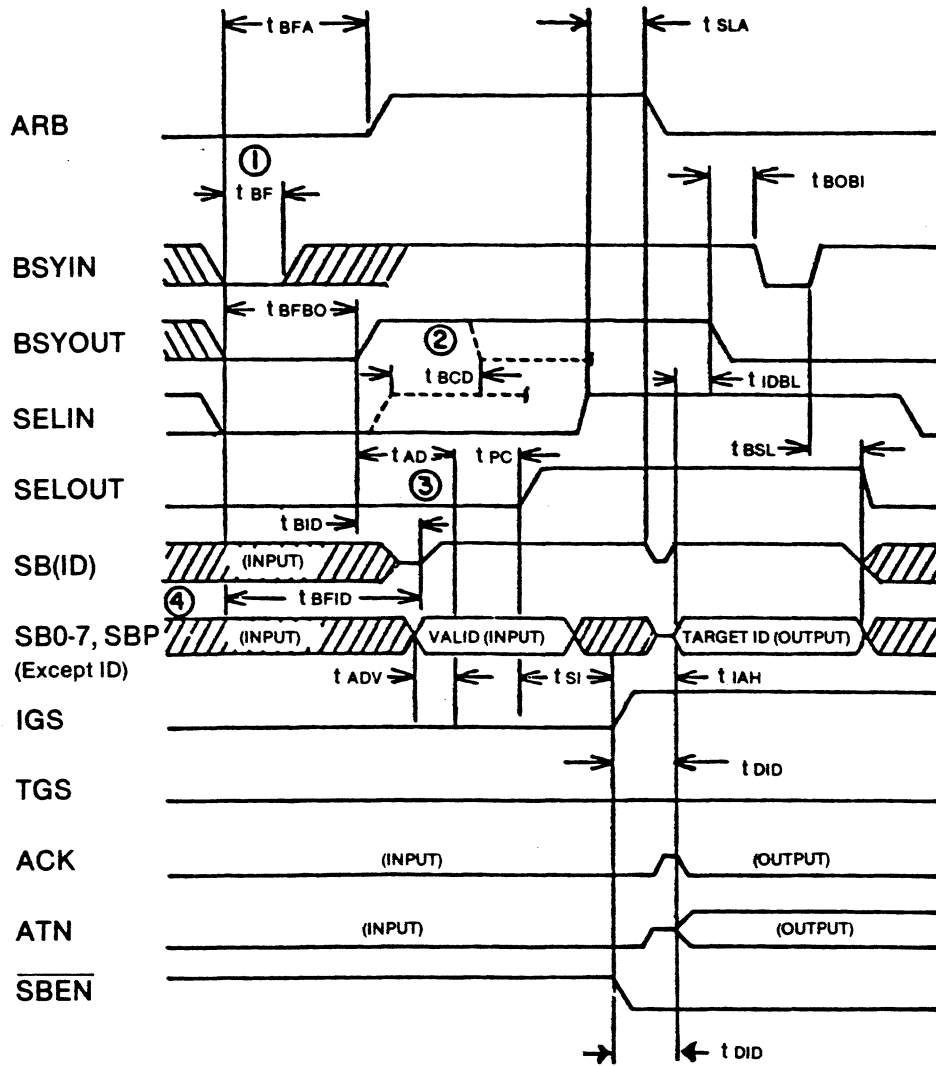 t BFA
t SLA
ARB
①
t BF
t BOBI
BSYIN
t BFBO
BSYOUT
②
t BCD
t IDBL
SELIN
t AD
t PC
t BSL
SELOUT
③
t BID
SB(ID)
(INPUT)
④
t BFID
SB0-7, SBP
(Except ID)
(INPUT)
VALID (INPUT)
TARGET ID (OUTPUT)
t ADV
t SI
t IAH
IGS
t DID
TGS
ACK
(INPUT)
(OUTPUT)
ATN
(INPUT)
(OUTPUT)
SBEN
t DID